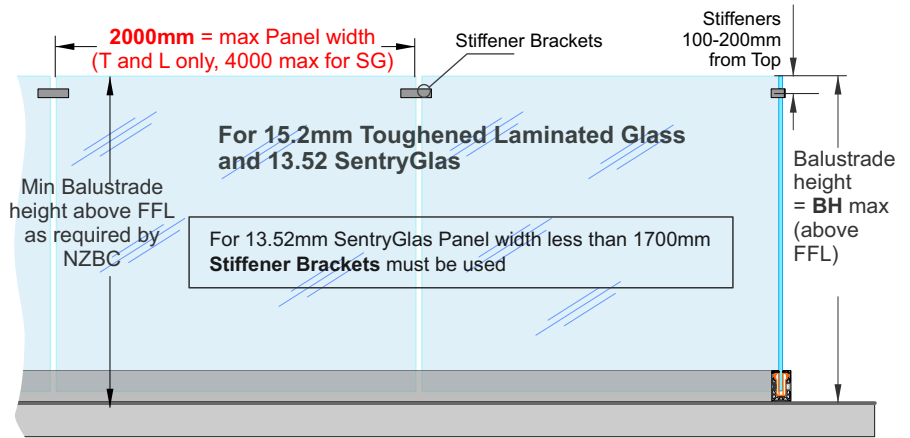 2000mm = max Panel width
(T and L only, 4000 max for SG)
Stiffener Brackets
Stiffeners
100-200mm
from Top
For 15.2mm Toughened Laminated Glass
and 13.52 SentryGlas
Min Balustrade
height above FFL
as required by
NZBC
For 13.52mm SentryGlas Panel width less than 1700mm
Stiffener Brackets must be used
Balustrade
height
= BH max
(above
FFL)